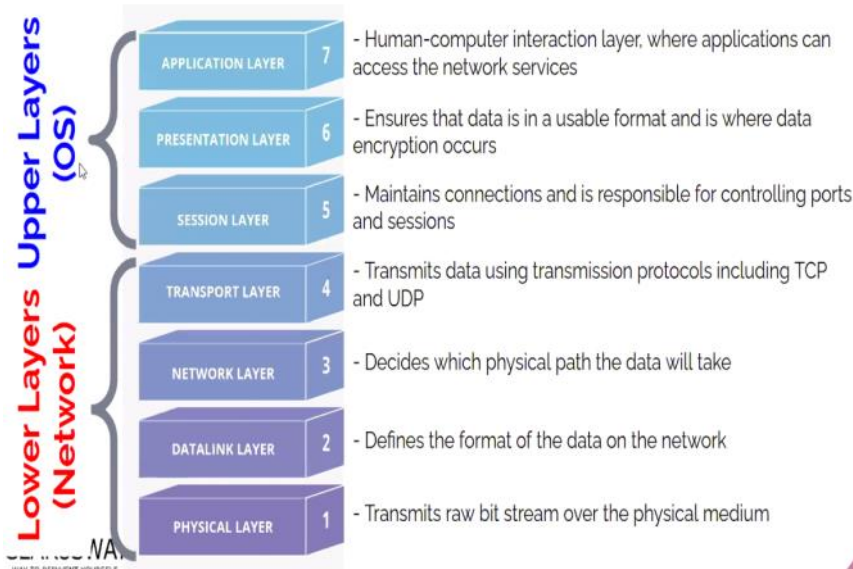 Upper Layers
(OS)
Lower Layers
(Network)
APPLICATION LAYER 7
- Human-computer interaction layer, where applications can
access the network services
PRESENTATION LAYER 6
- Ensures that data is in a usable format and is where data
encryption occurs
SESSION LAYER 5
- Maintains connections and is responsible for controlling ports
and sessions
TRANSPORT LAYER 4
- Transmits data using transmission protocols including TCP
and UDP
NETWORK LAYER 3
- Decides which physical path the data will take
DATALINK LAYER 2
- Defines the format of the data on the network
PHYSICAL LAYER 1
- Transmits raw bit stream over the physical medium